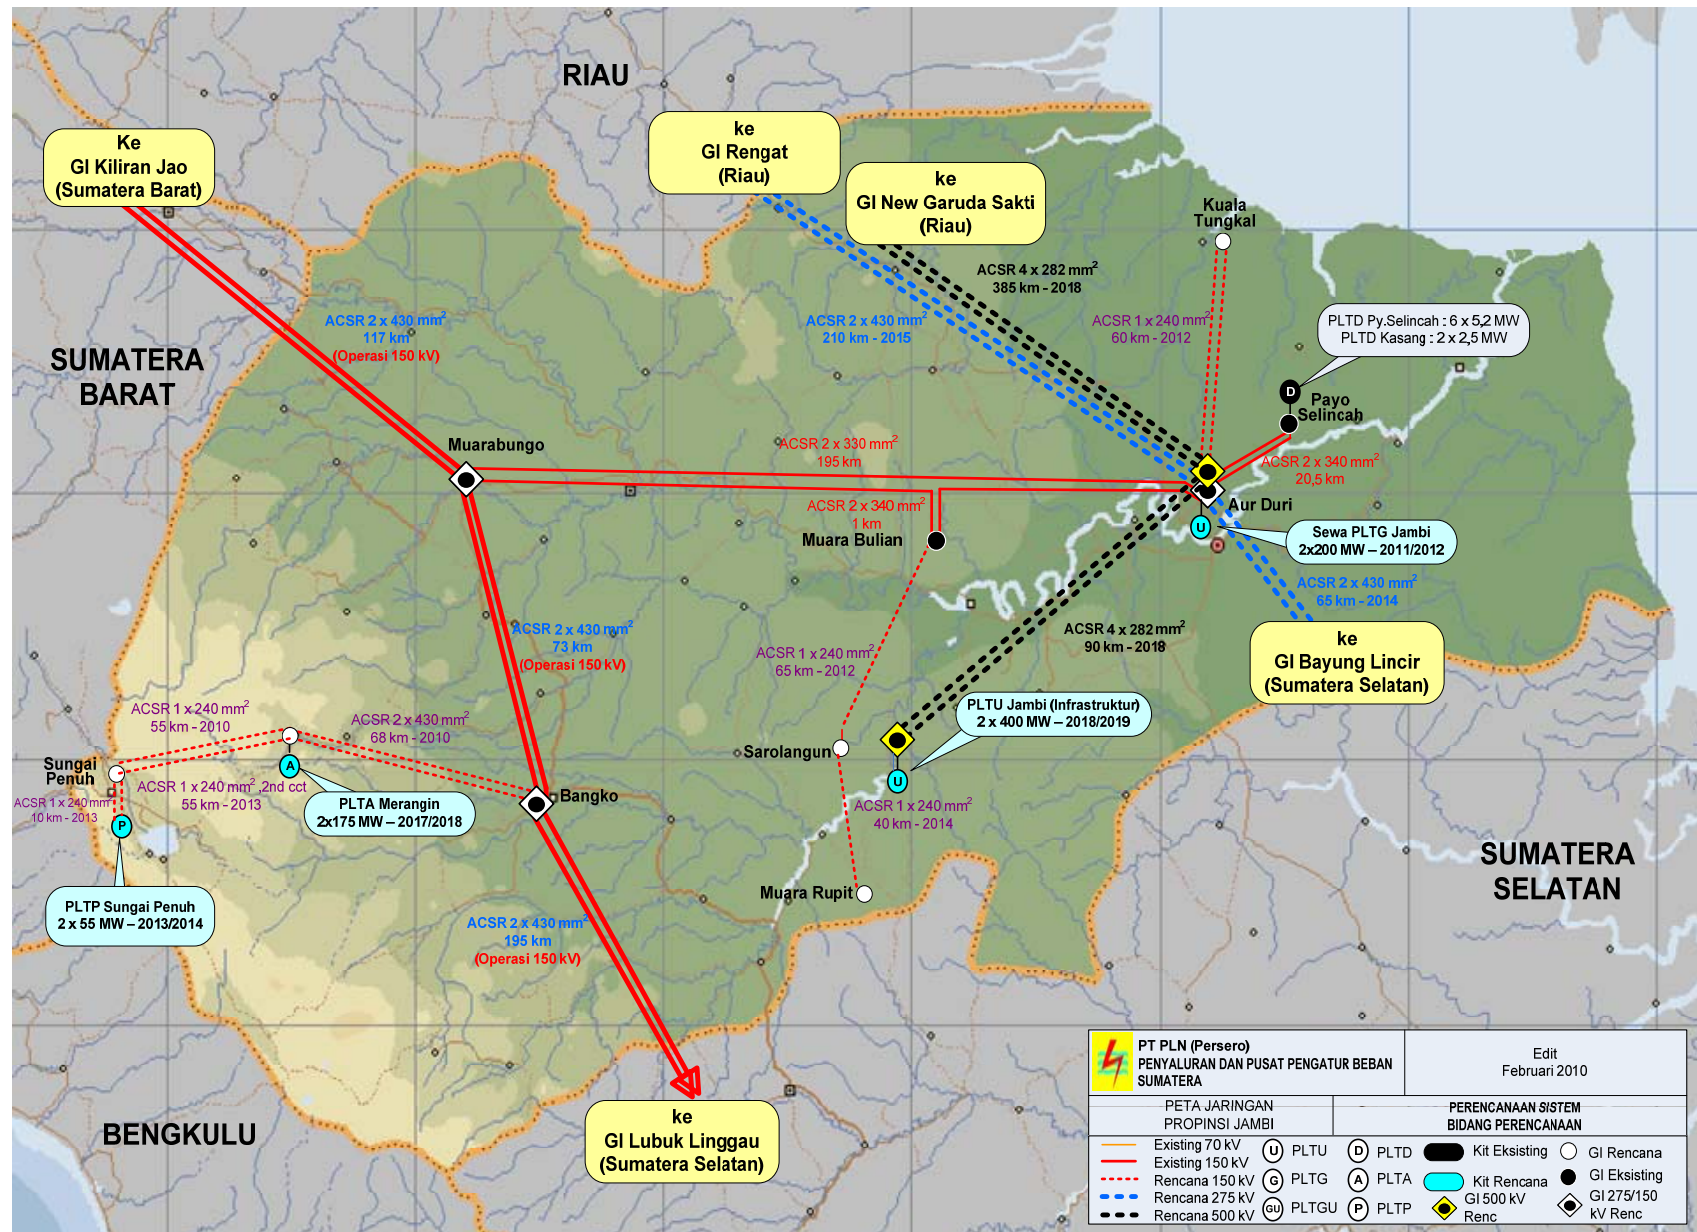 RIAU
Ke
GI Kiliran Jao
(Sumatera Barat)
ke
GI Rengat
(Riau)
ke
GI New Garuda Sakti
(Riau)
Kuala
Tungkal
ACSR 4 x 282 mm2
385 km - 2018
ACSR 2 x 430 mm2
117 km
(Operasi 150 kV)
ACSR 2 x 430 mm2
210 km - 2015
ACSR 1 x 240 mm2
60 km - 2012
PLTD Py.Selincah : 6 x 5,2 MW
PLTD Kasang : 2 x 2,5 MW
SUMATERA
BARAT
D
Payo
Selincah
Muarabungo
ACSR 2 x 330 mm2
195 km
ACSR 2 x 340 mm2
20,5 km
ACSR 2 x 340 mm2
1 km
Muara Bulian
Aur Duri
U
Sewa PLTG Jambi
2x200 MW – 2011/2012
ACSR 2 x 430 mm2
65 km - 2014
ACSR 2 x 430 mm2
73 km
(Operasi 150 kV)
ACSR 1 x 240 mm2
65 km - 2012
ACSR 4 x 282 mm2
90 km - 2018
ke
GI Bayung Lincir
(Sumatera Selatan)
ACSR 1 x 240 mm2
55 km - 2010
ACSR 2 x 430 mm2
68 km - 2010
PLTU Jambi (Infrastruktur)
2 x 400 MW – 2018/2019
Sarolangun
Sungai
Penuh
A
U
ACSR 1 x 240 mm2 ,2nd cct
55 km - 2013
ACSR 1 x 240 mm2
10 km - 2013
PLTA Merangin
2x175 MW – 2017/2018
Bangko
ACSR 1 x 240 mm2
40 km - 2014
P
PLTP Sungai Penuh
2 x 55 MW – 2013/2014
Muara Rupit
SUMATERA
SELATAN
ACSR 2 x 430 mm2
195 km
(Operasi 150 kV)
BENGKULU
ke
GI Lubuk Linggau
(Sumatera Selatan)
PT PLN (Persero)
PENYALURAN DAN PUSAT PENGATUR BEBAN
SUMATERA
Edit
Februari 2010
PETA JARINGAN
PROPINSI JAMBI
PERENCANAAN SISTEM
BIDANG PERENCANAAN
Existing 70 kV
Existing 150 kV
Rencana 150 kV
Rencana 275 kV
Rencana 500 kV
U PLTU
G PLTG
GU PLTGU
D PLTD
A PLTA
P PLTP
Kit Eksisting
Kit Rencana
GI 500 kV
Renc
GI Rencana
GI Eksisting
GI 275/150
kV Renc